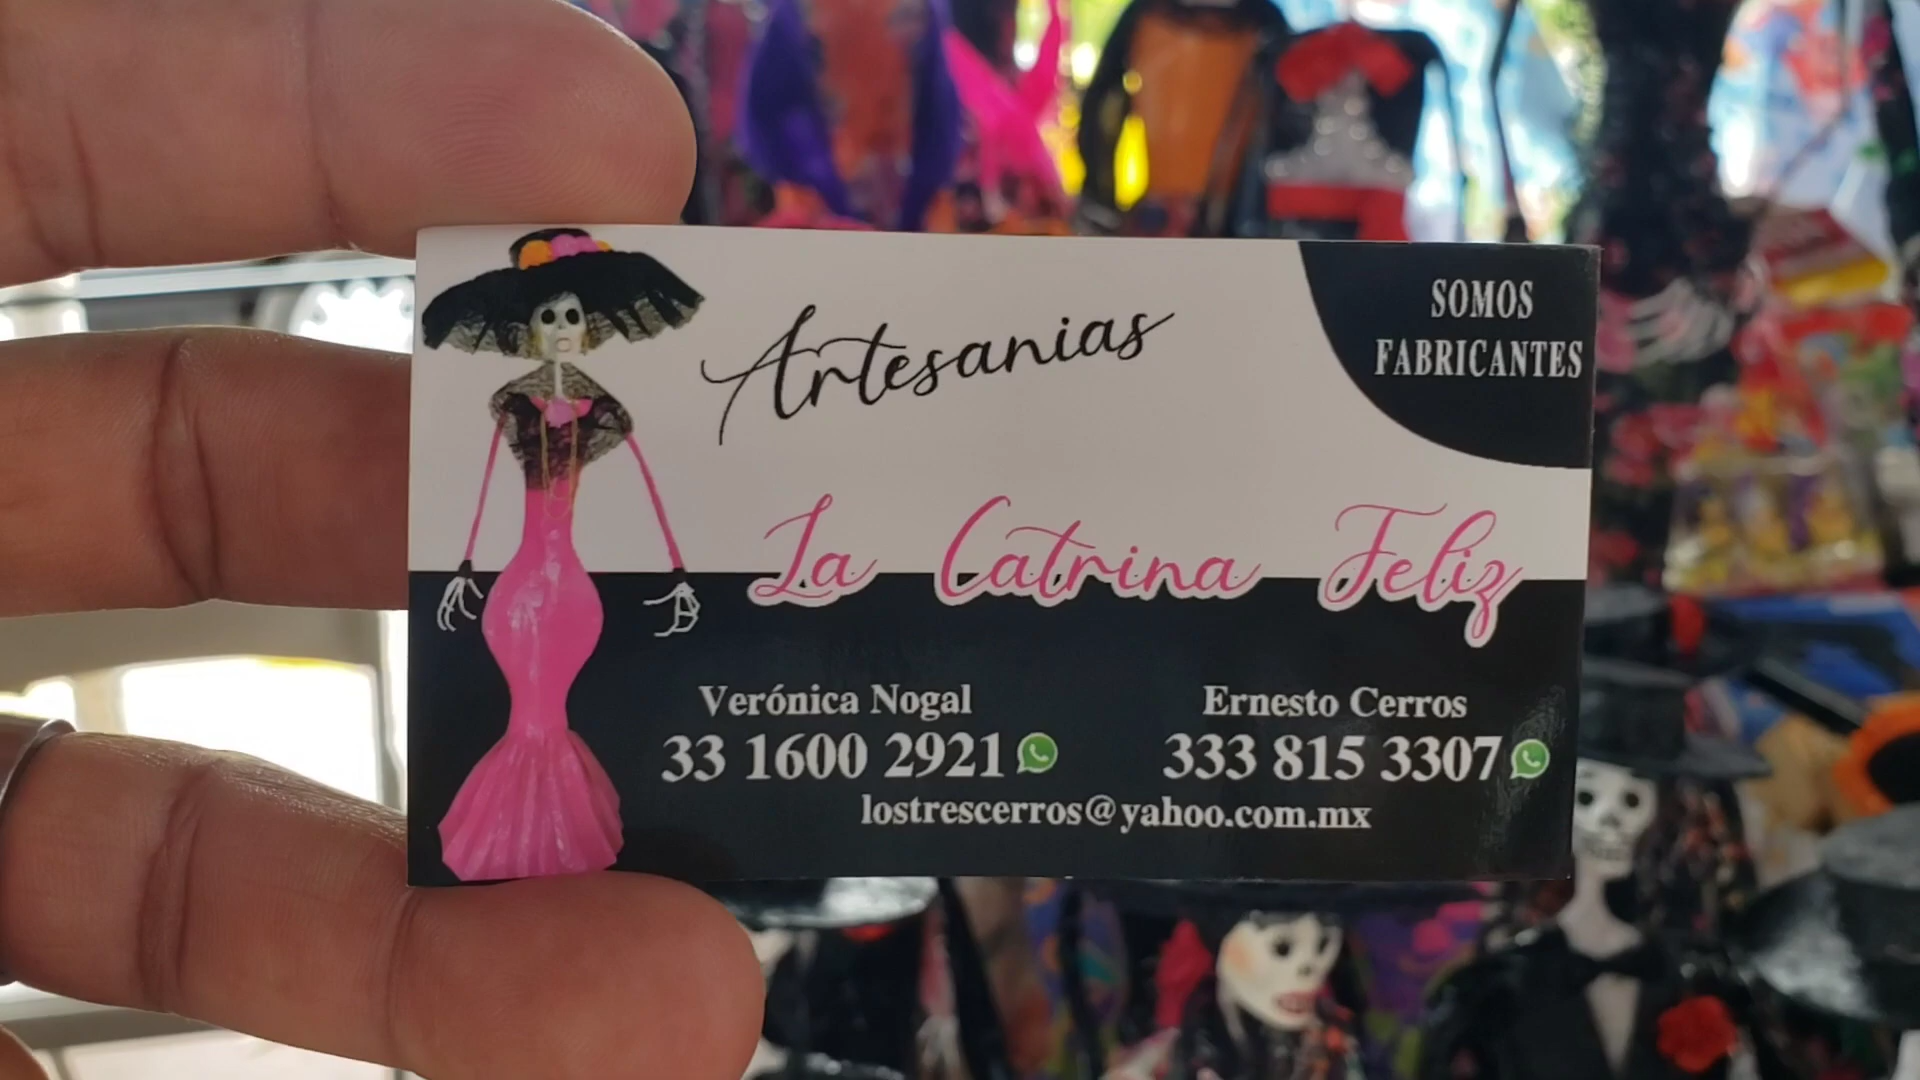 Artesanias
SOMOS
FABRICANTES
La Catrina Feliz
Verónica Nogal
33 1600 2921
Ernesto Cerros
333 815 3307
lostrescerros@yahoo.com.mx